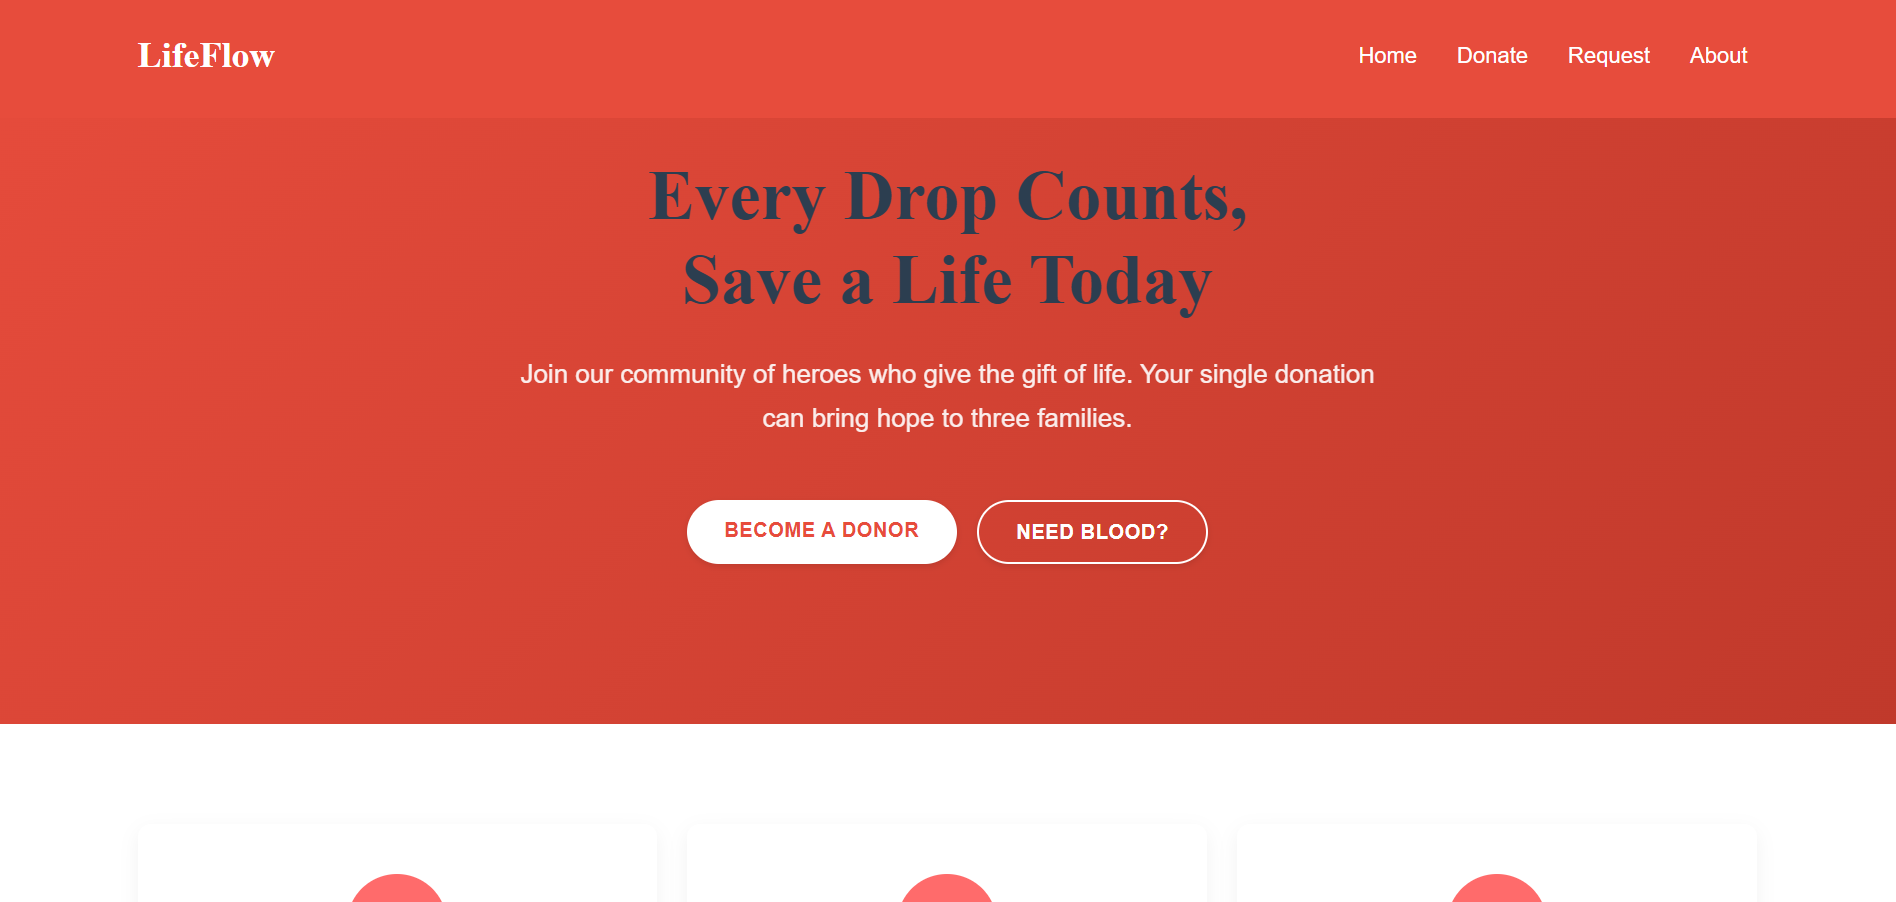 LifeFlow
Home Donate Request About
Every Drop Counts,
Save a Life Today
Join our community of heroes who give the gift of life. Your single donation
can bring hope to three families.
BECOME A DONOR NEED BLOOD?